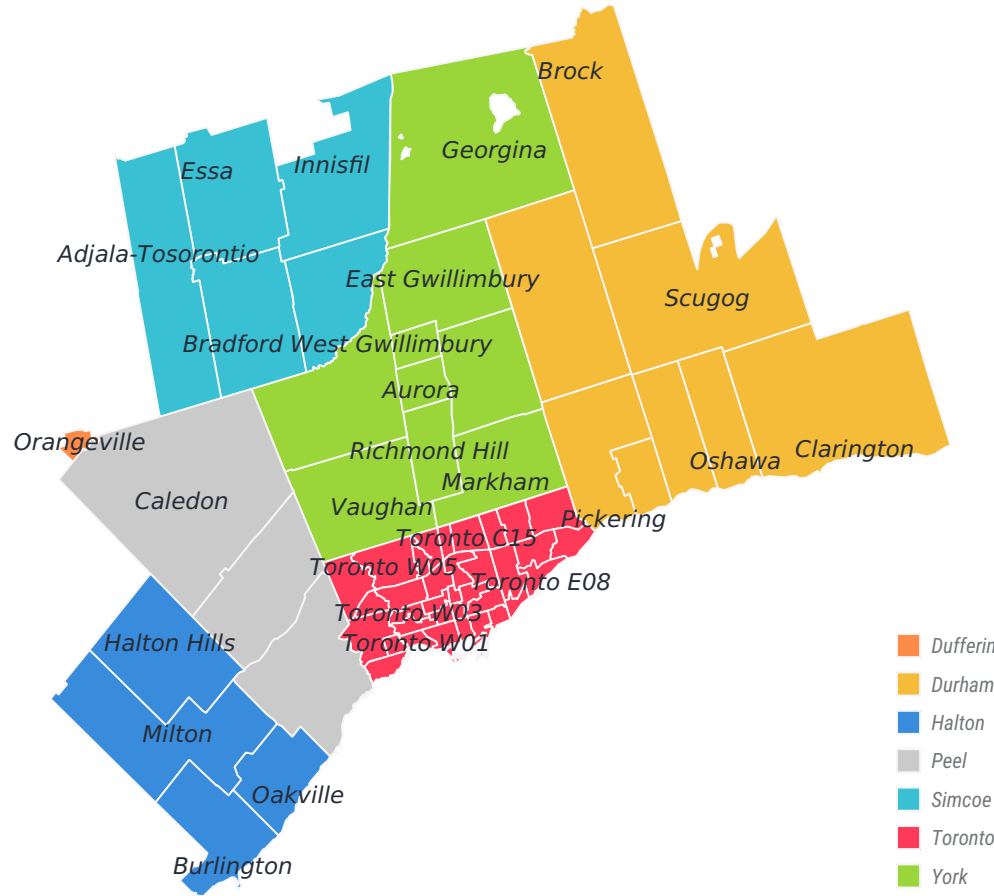 Brock
Georgina
Innisfil
Essa
Adjala-Tosorontio
East Gwillimbury
Scugog
Bradford West Gwillimbury
Aurora
Orangeville
Richmond Hill
Clarington
Oshawa
Markham
Caledon
Vaughan
Pickering
Toronto C15
Toronto W05
Toronto E08
Toronto W03
Halton Hills
Toronto W01
Milton
Oakville
Burlington
Dufferin
Durham
Halton
Peel
Simcoe
Toronto
York